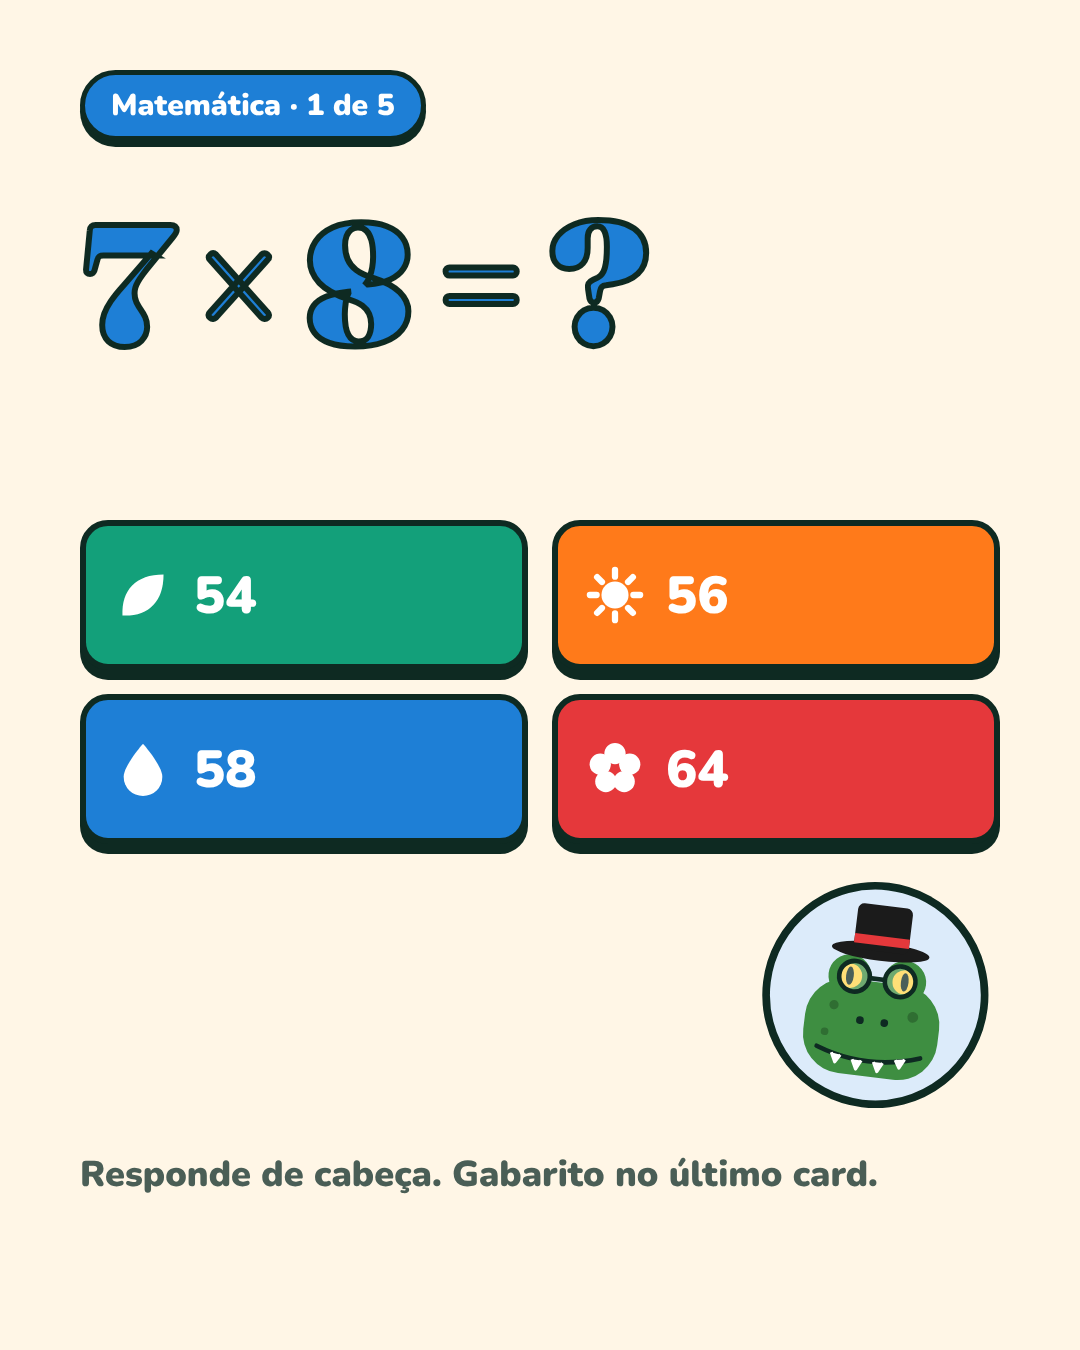 Matemática · 1 de 5
7 × 8 = ?
54
56
58
64
Responde de cabeça. Gabarito no último card.